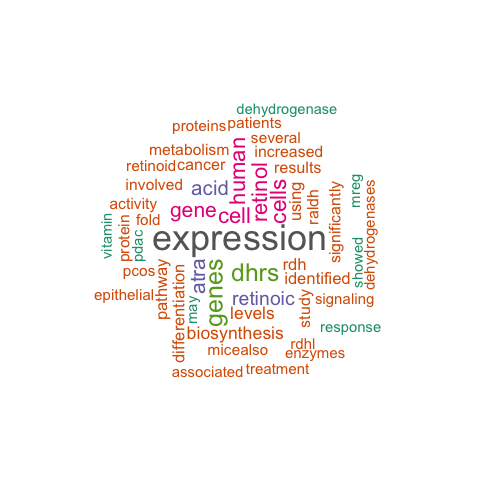 dehydrogenase
proteins
patients
several
metabolism
increased
retinoid
cancer
results
involved
acid
human
retinol
cells
using
raldh
significantly
mreg
dehydrogenases
activity
gene
cell
vitamin
protein
fold
pdac
expression
showed
pcos
pathway
differentiation
atra
genes
dhrs
rdh
identified
epithelial
may
retinoic
study
signaling
levels
biosynthesis
response
mice
also
rdhl
enzymes
associated
treatment